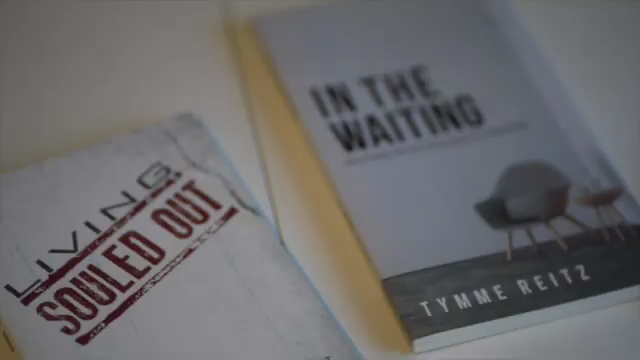 LIVING
SOULED OUT
IN THE
WAITING
TYMME REITZ